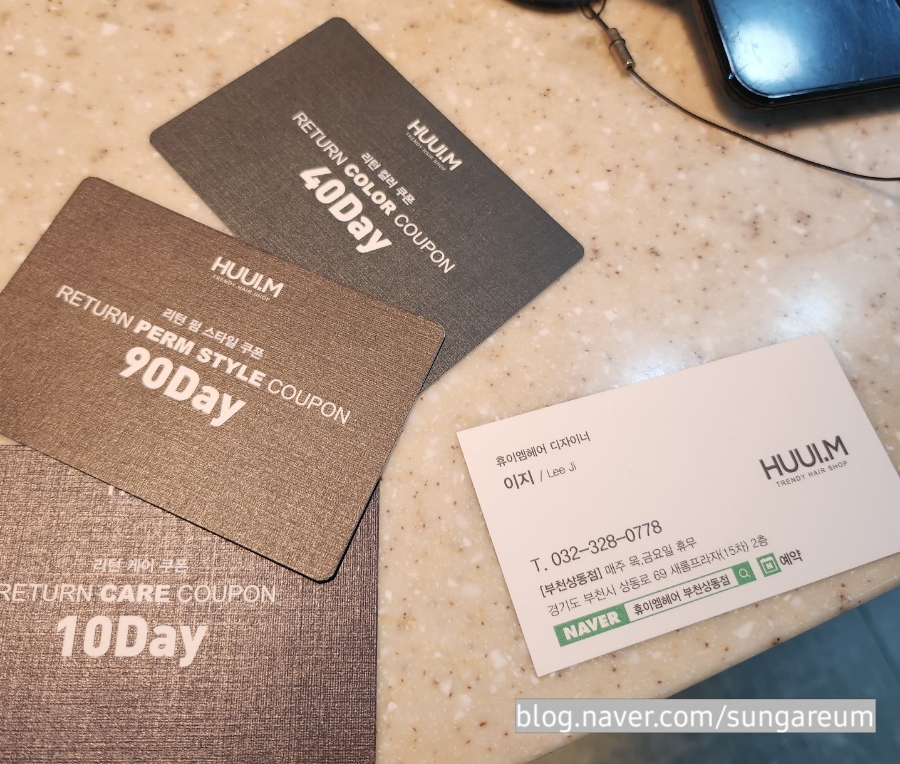 HUUI.M
TRENDY HAIR SHOP
리턴 컬러 쿠폰
RETURN COLOR COUPON
40Day
HUUI.M
TRENDY HAIR SHOP
리턴 펌 스타일 쿠폰
RETURN PERM STYLE COUPON
90Day
리턴 케어 쿠폰
RETURN CARE COUPON
10Day
휴이엠헤어 디자이너
이지 / Lee Ji
HUUI.M
TRENDY HAIR SHOP
T. 032-328-0778
[부천상동점] 매주 목,금요일 휴무
경기도 부천시 상동로 69 새롬프라자(15차) 2층
NAVER 휴이엠헤어 부천상동점 N 예약
blog.naver.com/sungareum